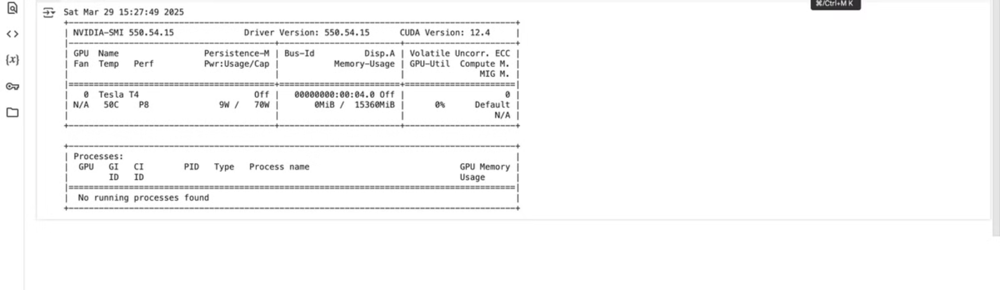 ⌘/Ctrl+M K
Sat Mar 29 15:27:49 2025
+-----------------------------------------------------------------------------------------+
| NVIDIA-SMI 550.54.15              Driver Version: 550.54.15      CUDA Version: 12.4     |
|-----------------------------------------+------------------------+----------------------+
| GPU  Name                 Persistence-M | Bus-Id          Disp.A | Volatile Uncorr. ECC |
| Fan  Temp   Perf          Pwr:Usage/Cap |           Memory-Usage | GPU-Util  Compute M. |
|                                         |                        |               MIG M. |
|=========================================+========================+======================|
|   0  Tesla T4                       Off |   00000000:00:04.0 Off |                    0 |
| N/A   50C    P8              9W /   70W |       0MiB /  15360MiB |      0%      Default |
|                                         |                        |                  N/A |
+-----------------------------------------+------------------------+----------------------+
+-----------------------------------------------------------------------------------------+
| Processes:                                                                              |
|  GPU   GI   CI        PID   Type   Process name                              GPU Memory |
|        ID   ID                                                               Usage      |
|=========================================================================================|
|  No running processes found                                                             |
+-----------------------------------------------------------------------------------------+
{x}